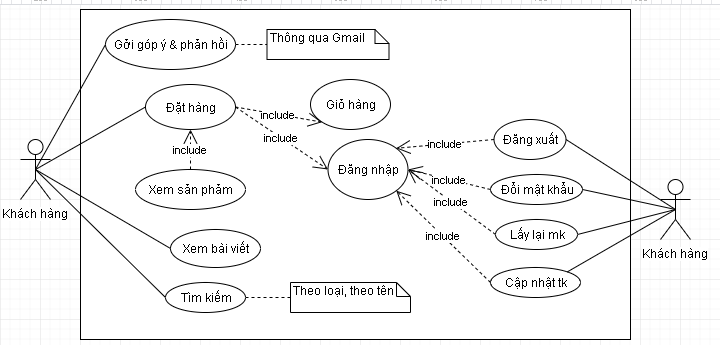 Gởi góp ý & phản hồi
Thông qua Gmail
Đặt hàng
include
Giỏ hàng
include
include
Đăng xuất
include
Đăng nhập
Xem sản phẩm
include
Đổi mật khẩu
include
Lấy lại mk
Khách hàng
include
Xem bài viết
Khách hàng
Cập nhật tk
Tìm kiếm
Theo loại, theo tên